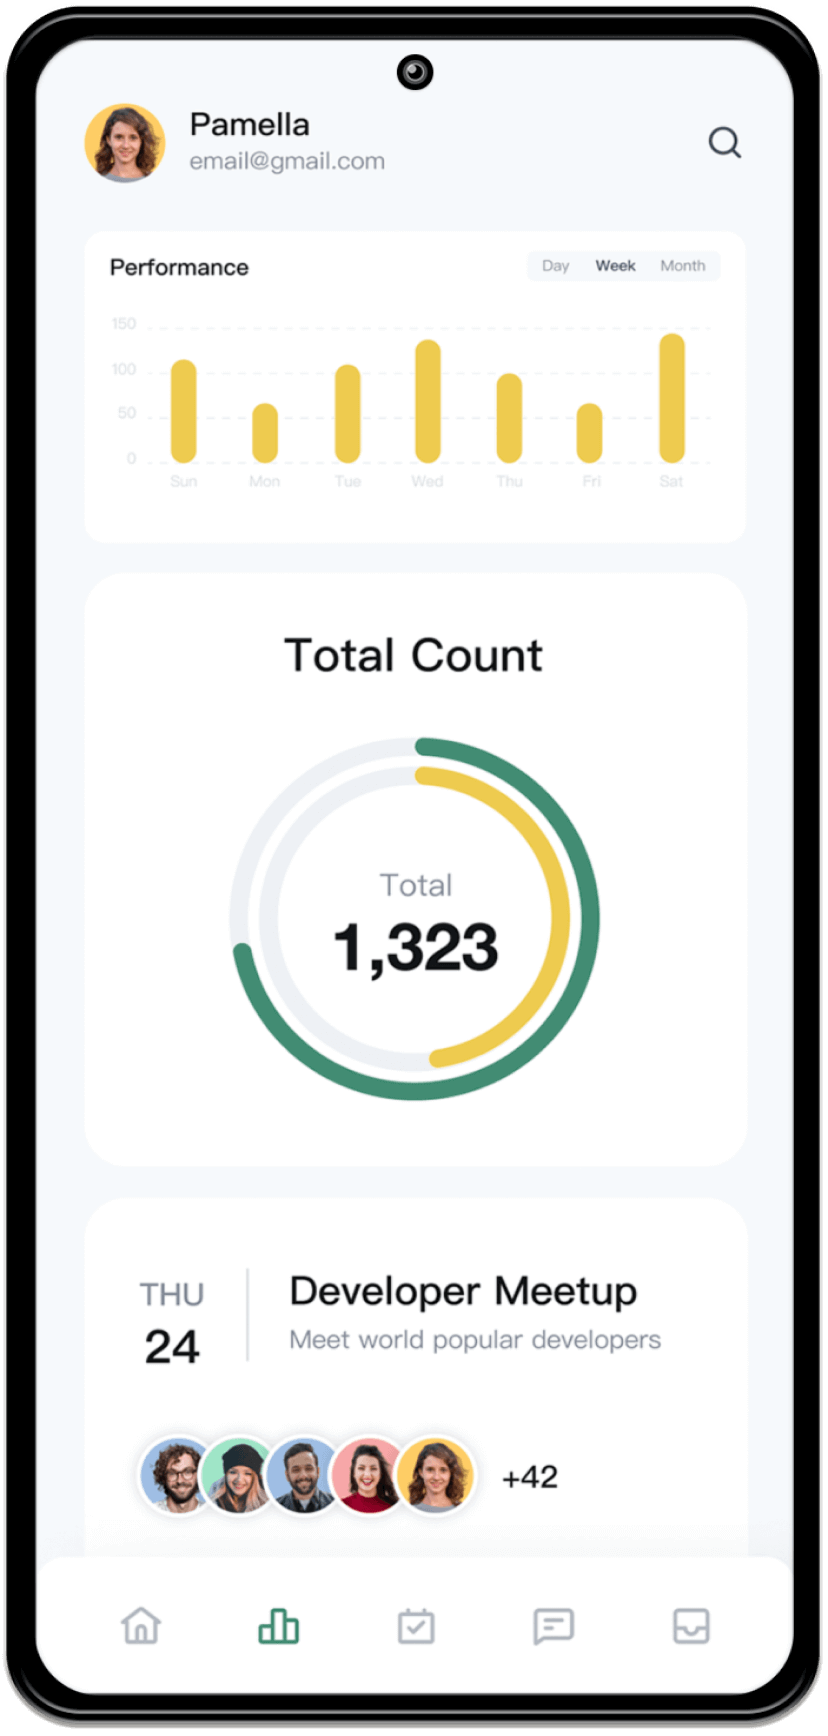 Pamella
email@gmail.com
Performance
Day Week Month
150
100
50
0
Sun Mon Tue Wed Thu Fri Sat
Total Count
Total
1,323
THU
24
Developer Meetup
Meet world popular developers
+42